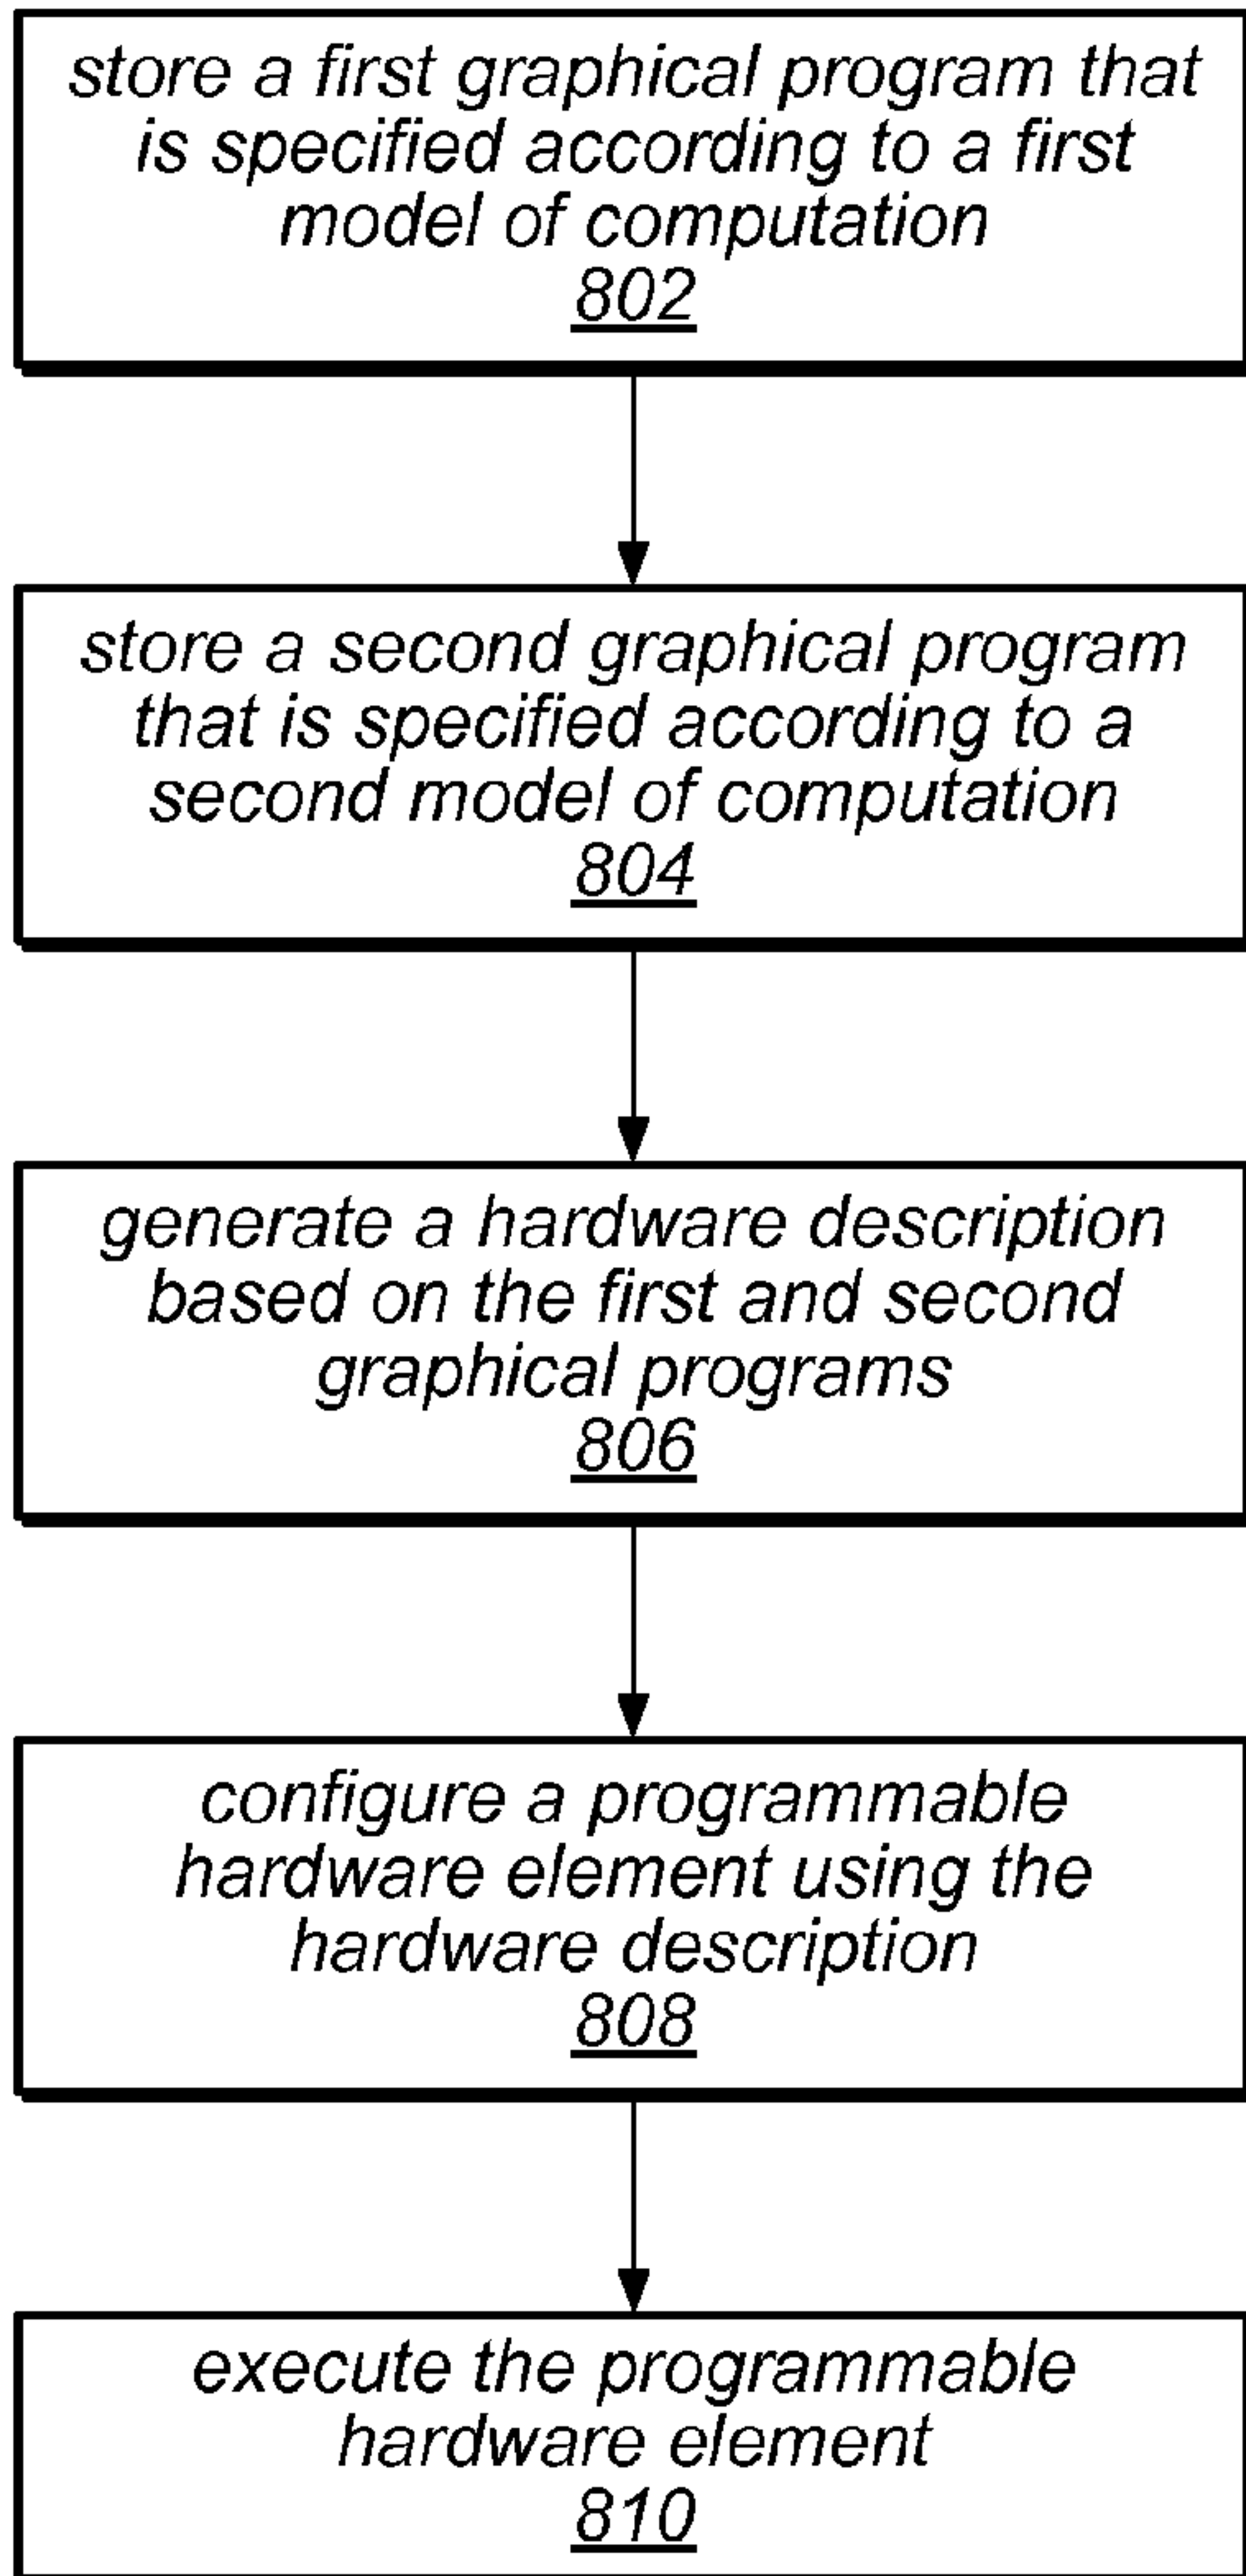 store a first graphical program that
is specified according to a first
model of computation
802
store a second graphical program
that is specified according to a
second model of computation
804
generate a hardware description
based on the first and second
graphical programs
806
configure a programmable
hardware element using the
hardware description
808
execute the programmable
hardware element
810